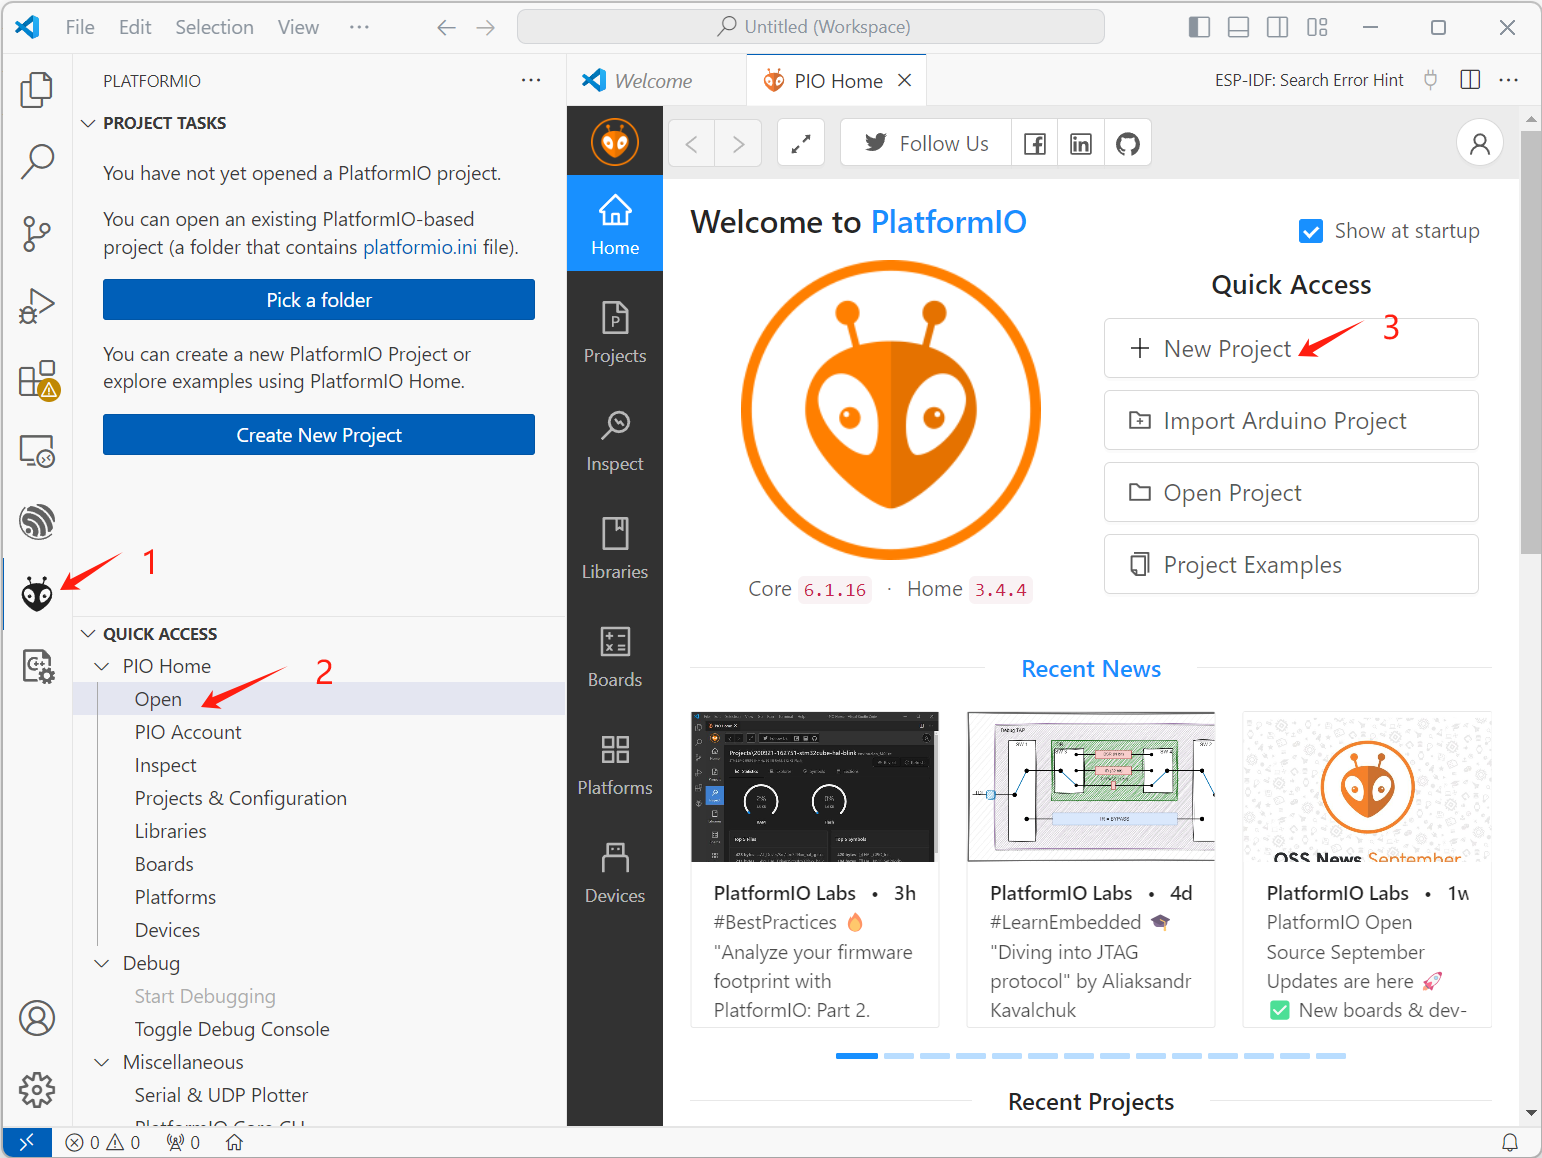 File Edit Selection View ···
Untitled (Workspace)
PLATFORMIO ···
Welcome
PIO Home
ESP-IDF: Search Error Hint
PROJECT TASKS
You have not yet opened a PlatformIO project.
You can open an existing PlatformIO-based
project (a folder that contains platformio.ini file).
Pick a folder
You can create a new PlatformIO Project or
explore examples using PlatformIO Home.
Create New Project
1
QUICK ACCESS
PIO Home
2
Open
PIO Account
Inspect
Projects & Configuration
Libraries
Boards
Platforms
Devices
Debug
Start Debugging
Toggle Debug Console
Miscellaneous
Serial & UDP Plotter
PlatformIO Core CLI
Home
Projects
Inspect
Libraries
Boards
Platforms
Devices
Follow Us
Welcome to PlatformIO
Show at startup
Quick Access
3
New Project
Import Arduino Project
Open Project
Project Examples
Core 6.1.16 · Home 3.4.4
Recent News
PlatformIO Labs • 3h
#BestPractices 🔥
"Analyze your firmware
footprint with
PlatformIO: Part 2.
Debug TAP
PlatformIO Labs • 4d
#LearnEmbedded 🎓
"Diving into JTAG
protocol" by Aliaksandr
Kavalchuk
OSS News September
PlatformIO Labs • 1w
PlatformIO Open
Source September
Updates are here 🚀
✅ New boards & dev-
Recent Projects
0 0 0